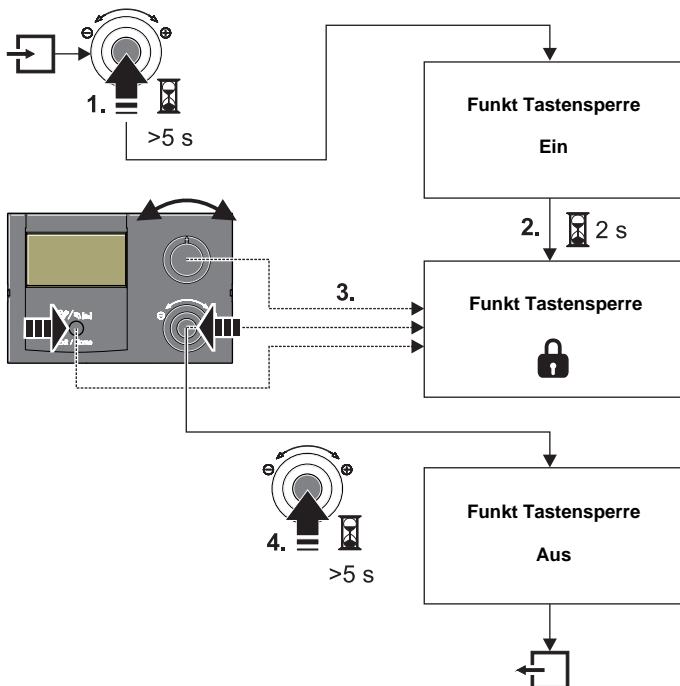 1.
>5 s
Funkt Tastensperre
Ein
2.
2 s
3.
Funkt Tastensperre
4.
>5 s
Funkt Tastensperre
Aus